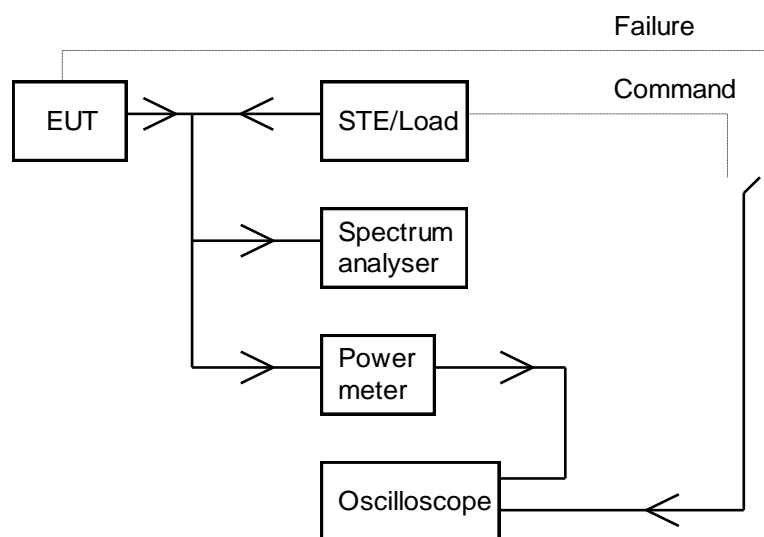 Failure
Command
EUT
STE/Load
Spectrum
analyser
Power
meter
Oscilloscope